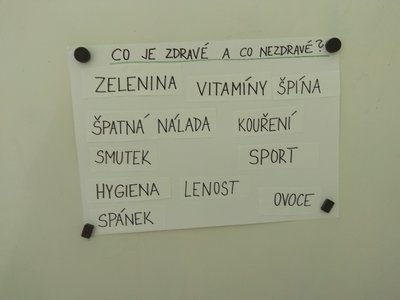 CO JE ZDRAVÉ A CO NEZDRAVÉ?
ZELENINA VITAMÍNY ŠPÍNA
ŠPATNÁ NÁLADA KOUŘENÍ
SMUTEK SPORT
HYGIENA LENOST OVOCE
SPÁNEK